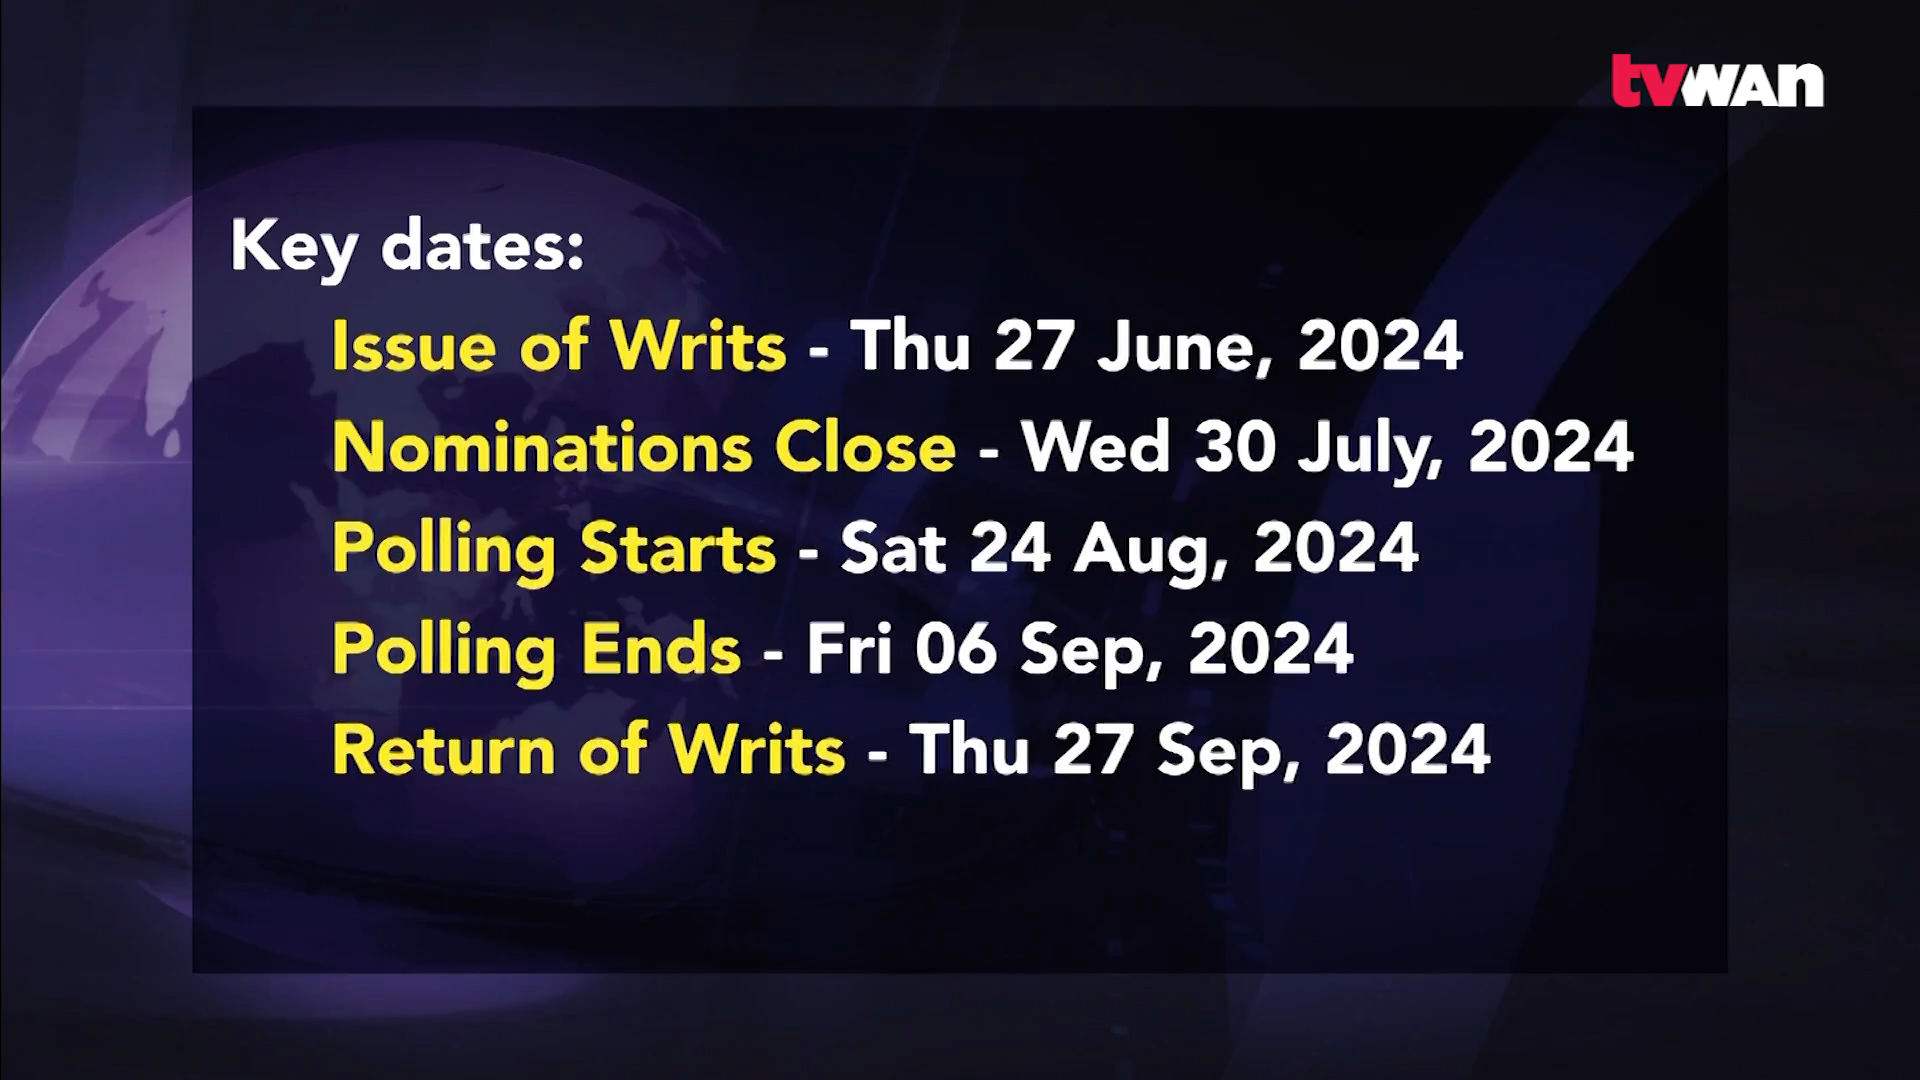 tvwan
Key dates:
Issue of Writs - Thu 27 June, 2024
Nominations Close - Wed 30 July, 2024
Polling Starts - Sat 24 Aug, 2024
Polling Ends - Fri 06 Sep, 2024
Return of Writs - Thu 27 Sep, 2024